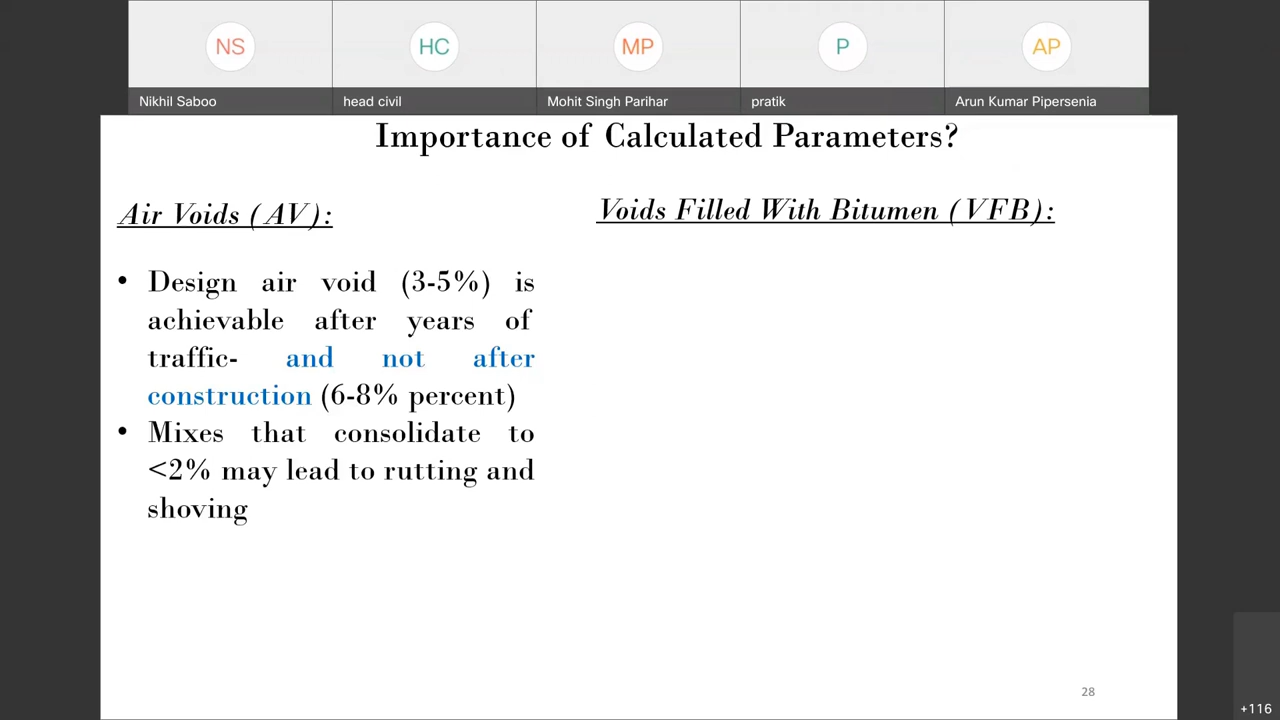 NS
HC
MP
P
AP
Nikhil Saboo
head civil
Mohit Singh Parihar
pratik
Arun Kumar Pipersenia
Importance of Calculated Parameters?
Air Voids (AV):
• Design air void (3-5%) is
achievable after years of
traffic- and not after
construction (6-8% percent)
• Mixes that consolidate to
<2% may lead to rutting and
shoving
Voids Filled With Bitumen (VFB):
28
+116